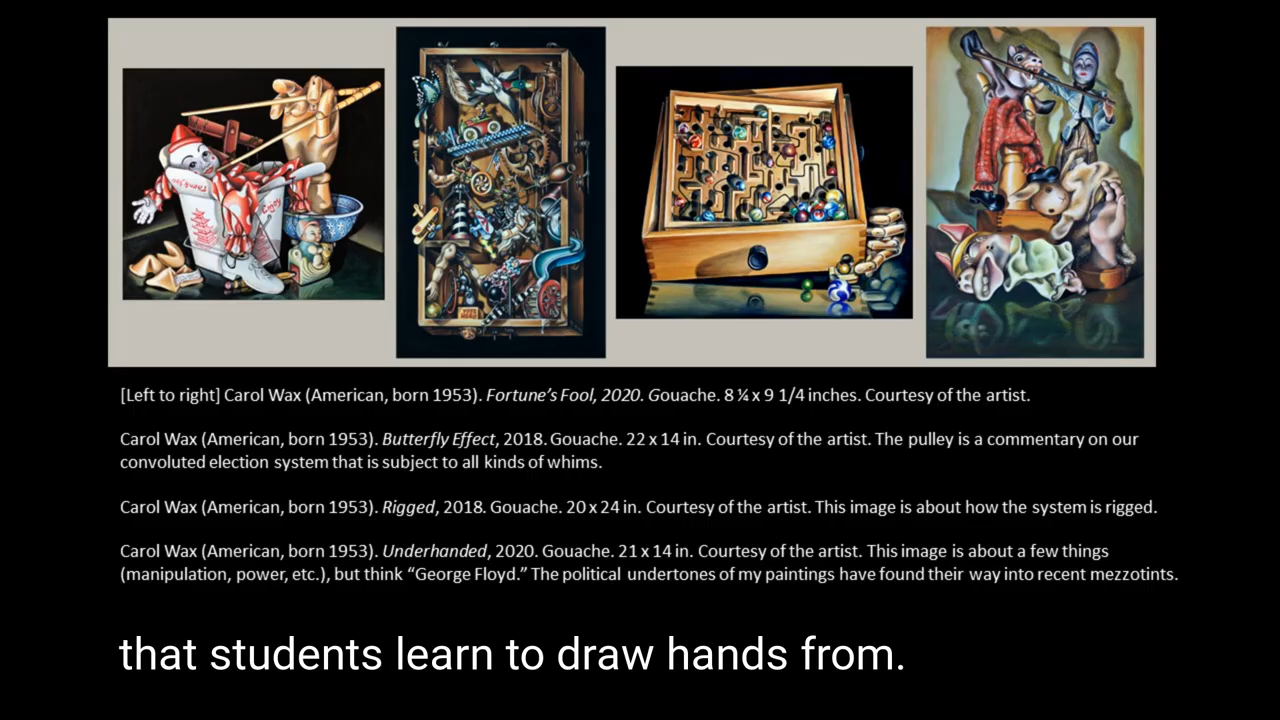 Enjoy
[Left to right] Carol Wax (American, born 1953). Fortune's Fool, 2020. Gouache. 8 ¼ x 9 1/4 inches. Courtesy of the artist.
Carol Wax (American, born 1953). Butterfly Effect, 2018. Gouache. 22 x 14 in. Courtesy of the artist. The pulley is a commentary on our
convoluted election system that is subject to all kinds of whims.
Carol Wax (American, born 1953). Rigged, 2018. Gouache. 20 x 24 in. Courtesy of the artist. This image is about how the system is rigged.
Carol Wax (American, born 1953). Underhanded, 2020. Gouache. 21 x 14 in. Courtesy of the artist. This image is about a few things
(manipulation, power, etc.), but think “George Floyd.” The political undertones of my paintings have found their way into recent mezzotints.
that students learn to draw hands from.